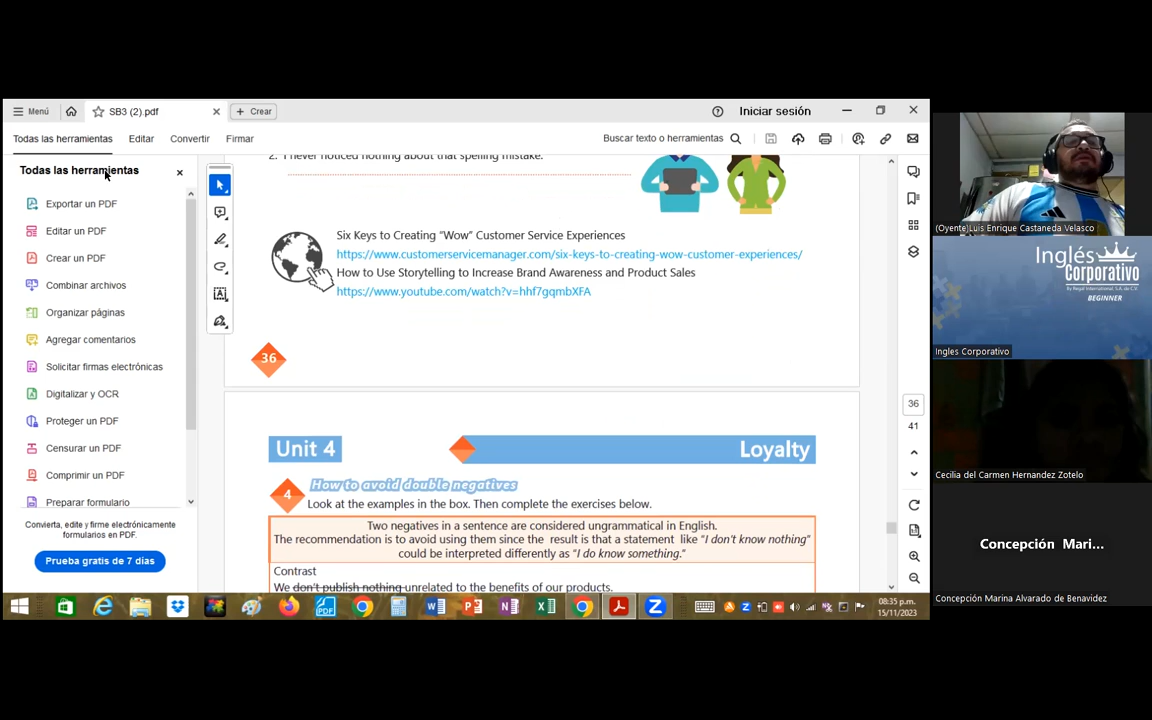 Menú
SB3 (2).pdf
Crear
Iniciar sesión
Todas las herramientas
Editar
Convertir
Firmar
Buscar texto o herramientas
Todas las herramientas
Exportar un PDF
Editar un PDF
Crear un PDF
Combinar archivos
Organizar páginas
Agregar comentarios
Solicitar firmas electrónicas
Digitalizar y OCR
Proteger un PDF
Censurar un PDF
Comprimir un PDF
Preparar formulario
Convierta, edite y firme electrónicamente
formularios en PDF.
Prueba gratis de 7 días
2. I never noticed nothing about that spelling mistake.
Six Keys to Creating "Wow" Customer Service Experiences
https://www.customerservicemanager.com/six-keys-to-creating-wow-customer-experiences/
How to Use Storytelling to Increase Brand Awareness and Product Sales
https://www.youtube.com/watch?v=hhf7gqmbXFA
36
Unit 4
Loyalty
4
How to avoid double negatives
Look at the examples in the box. Then complete the exercises below.
Two negatives in a sentence are considered ungrammatical in English.
The recommendation is to avoid using them since the result is that a statement like "I don't know nothing"
could be interpreted differently as "I do know something."
Contrast
We don't publish nothing unrelated to the benefits of our products.
36
41
08:35 p.m.
15/11/2023
(Oyente)Luis Enrique Castaneda Velasco
Inglés
Corporativo
By Regal International, S.A. de C.V.
BEGINNER
Ingles Corporativo
Cecilia del Carmen Hernandez Zotelo
Concepción Mari...
Concepción Marina Alvarado de Benavidez